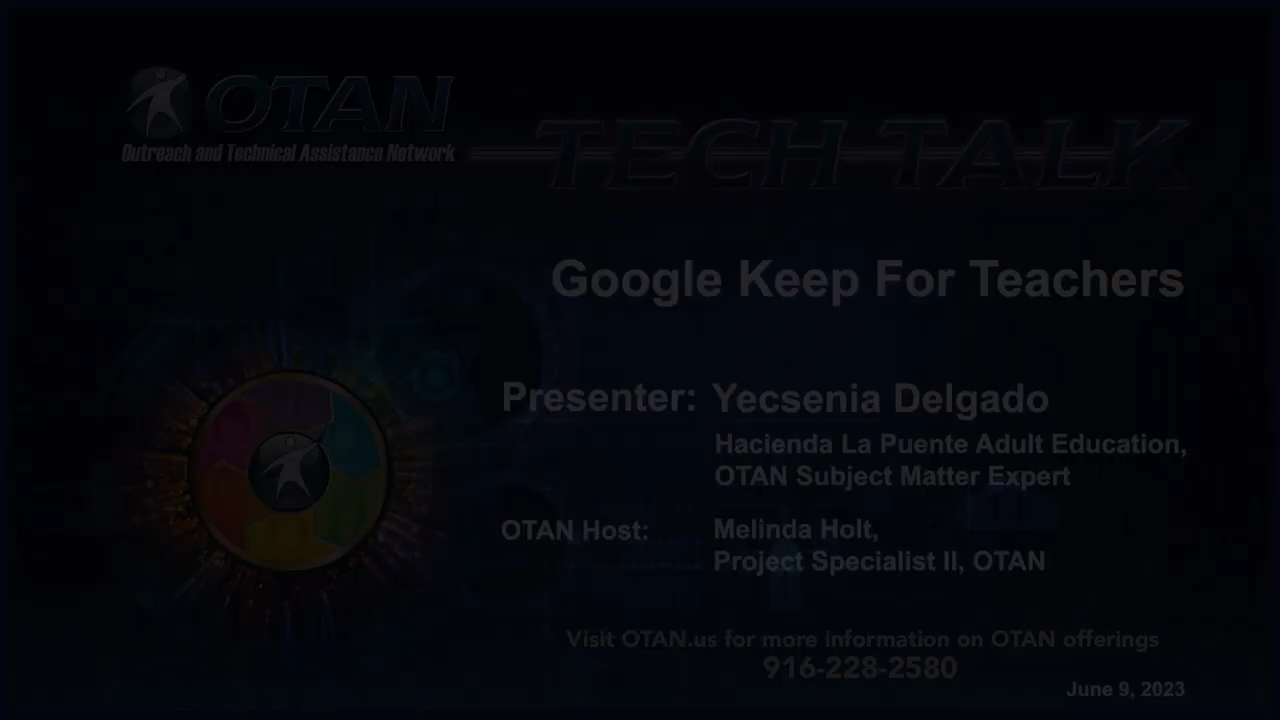 OTAN
Outreach and Technical Assistance Network
TECH TALK
Google Keep For Teachers
Presenter: Yecsenia Delgado
Hacienda La Puente Adult Education,
OTAN Subject Matter Expert
OTAN Host: Melinda Holt,
Project Specialist II, OTAN
Visit OTAN.us for more information on OTAN offerings
916-228-2580
June 9, 2023